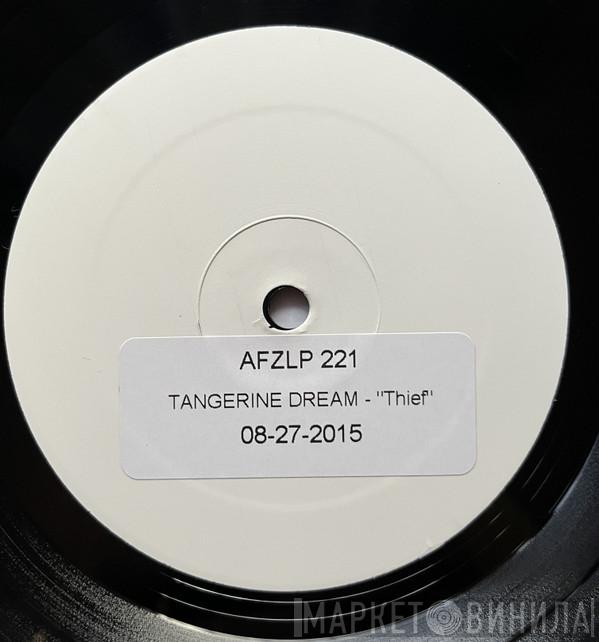 AFZLP 221
TANGERINE DREAM - "Thief"
08-27-2015
МАРКЕТ ВИНИЛА